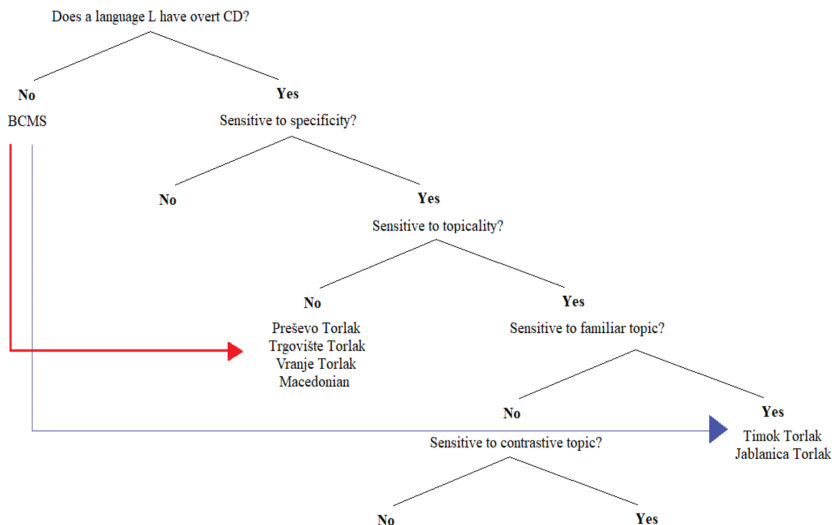 Does a language L have overt CD?
No
Yes
BCMS
Sensitive to specificity?
No
Yes
Sensitive to topicality?
No
Yes
Preševo Torlak
Trgovište Torlak
Vranje Torlak
Macedonian
Sensitive to familiar topic?
No
Yes
Sensitive to contrastive topic?
Timok Torlak
Jablanica Torlak
No
Yes